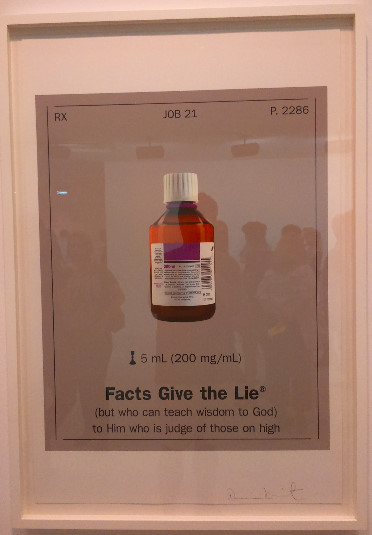 RX JOB 21 P. 2286
5 mL (200 mg/mL)
Facts Give the Lie®
(but who can teach wisdom to God)
to Him who is judge of those on high